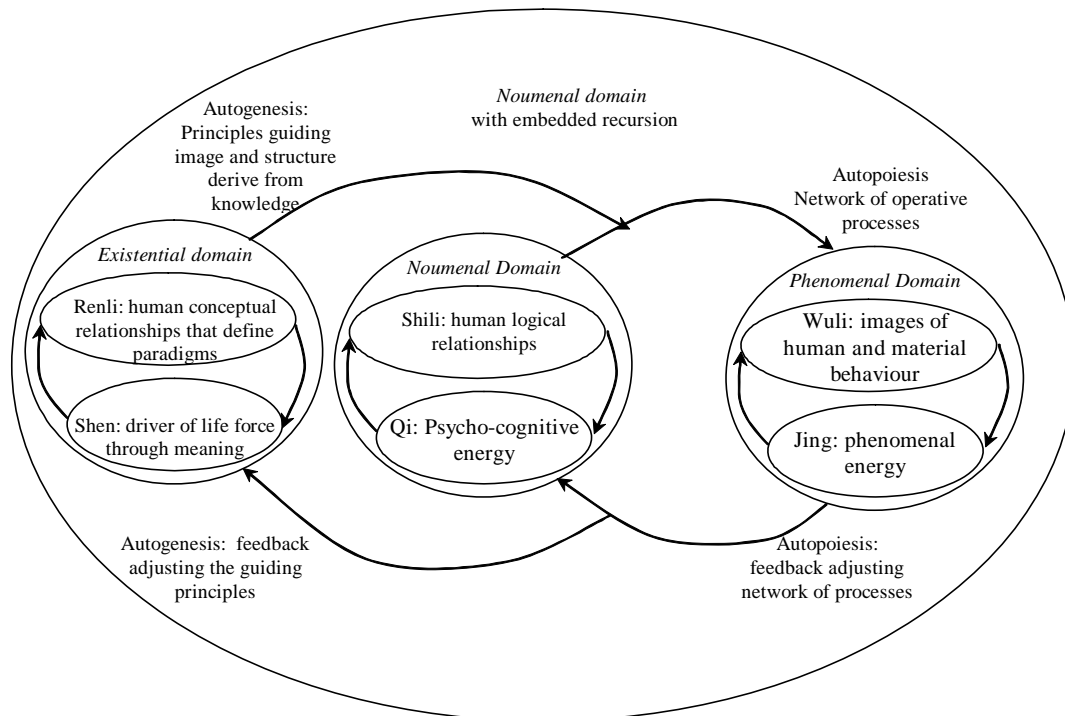 Noumenal domain
with embedded recursion
Autogenesis:
Principles guiding
image and structure
derive from
knowledge
Autopoiesis
Network of operative
processes
Existential domain
Renli: human conceptual
relationships that define
paradigms
Shen: driver of life force
through meaning
Noumenal Domain
Shili: human logical
relationships
Qi: Psycho-cognitive
energy
Phenomenal Domain
Wuli: images of
human and material
behaviour
Jing: phenomenal
energy
Autogenesis: feedback
adjusting the guiding
principles
Autopoiesis:
feedback adjusting
network of processes